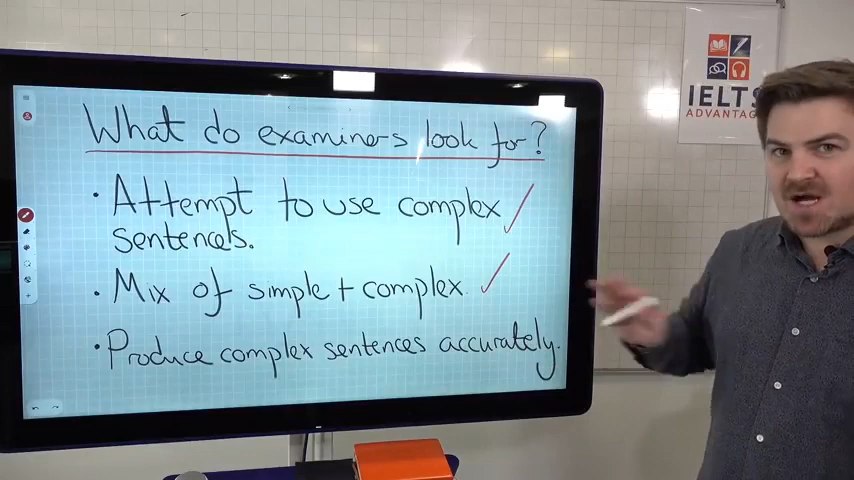 What do examiners look for?
• Attempt to use complex
sentences.
• Mix of simple + complex.
• Produce complex sentences accurately.
IELTS
ADVANTAGE